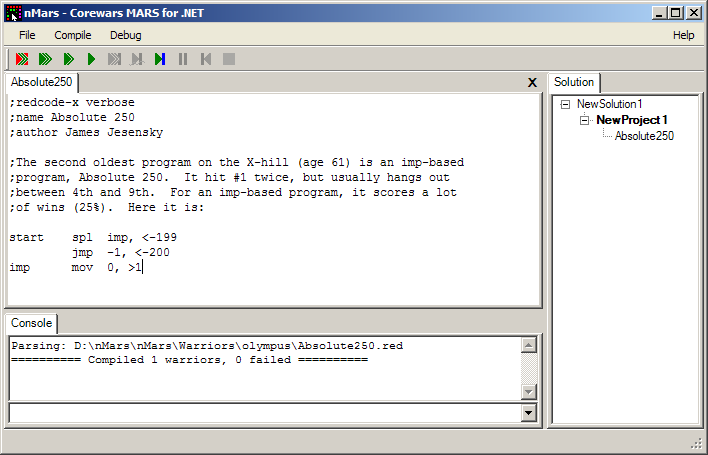 nMars - Corewars MARS for .NET
File Compile Debug Help
Absolute250 X
;redcode-x verbose
;name Absolute 250
;author James Jesensky
;The second oldest program on the X-hill (age 61) is an imp-based
;program, Absolute 250.  It hit #1 twice, but usually hangs out
;between 4th and 9th.  For an imp-based program, it scores a lot
;of wins (25%).  Here it is:
start    spl  imp, <-199
         jmp  -1, <-200
imp      mov  0, >1
Solution
NewSolution1
NewProject1
Absolute250
Console
Parsing: D:\nMars\nMars\Warriors\olympus\Absolute250.red
========== Compiled 1 warriors, 0 failed ==========